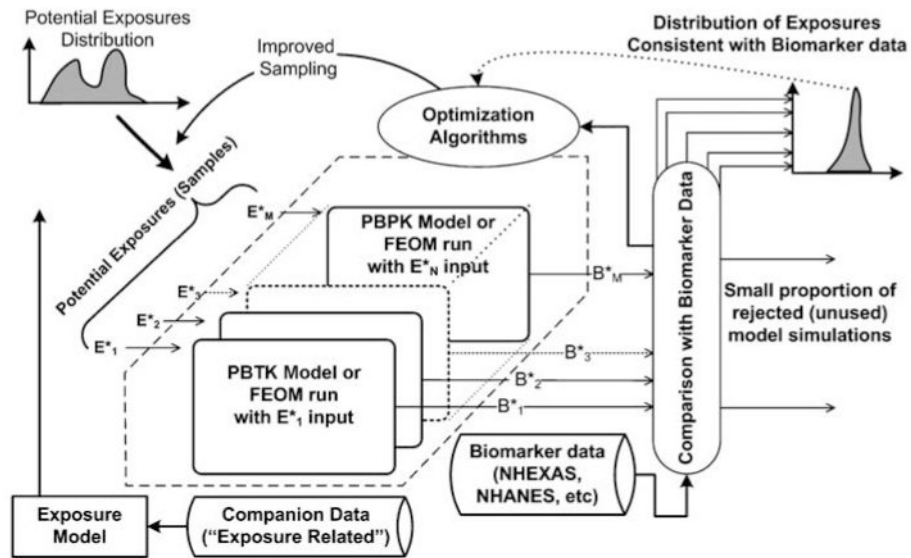 Potential Exposures
Distribution
Improved
Sampling
Distribution of Exposures
Consistent with Biomarker data
Optimization
Algorithms
Potential Exposures (Samples)
E*M
E*3
E*2
E*1
PBPK Model or
FEOM run
with E*N input
PBTK Model or
FEOM run
with E*1 input
B*M
B*3
B*2
B*1
Comparison with Biomarker Data
Small proportion of
rejected (unused)
model simulations
Biomarker data
(NHEXAS,
NHANES, etc)
Exposure
Model
Companion Data
("Exposure Related")